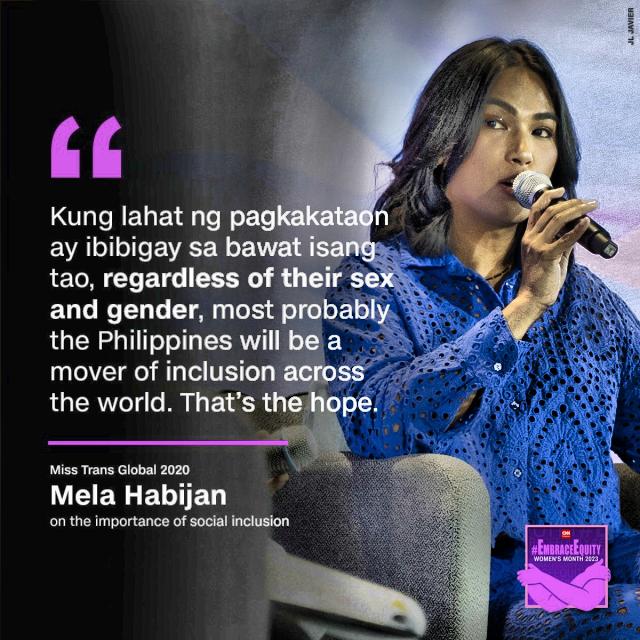 JL JAVIER
“
Kung lahat ng pagkakataon
ay ibibigay sa bawat isang
tao, regardless of their sex
and gender, most probably
the Philippines will be a
mover of inclusion across
the world. That's the hope.
Miss Trans Global 2020
Mela Habijan
on the importance of social inclusion
CNN
#EMBRACEEQUITY
WOMEN'S MONTH 2023